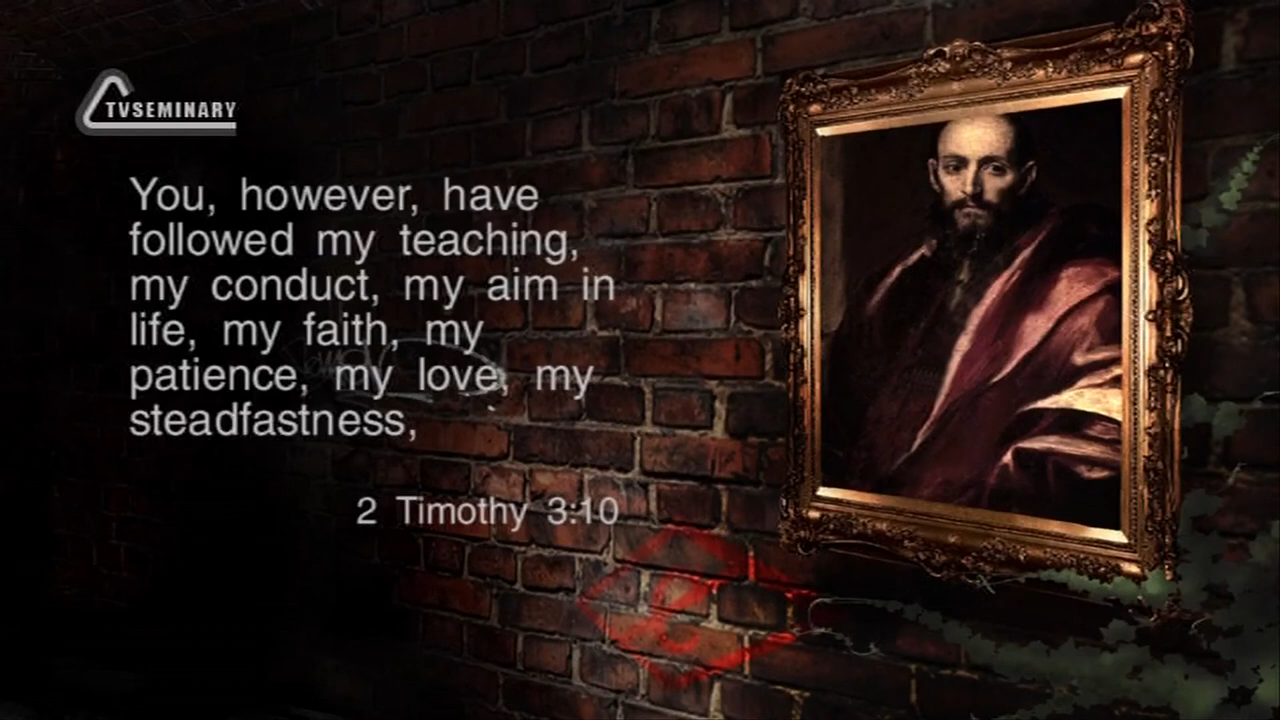 TVSEMINARY
You, however, have
followed my teaching,
my conduct, my aim in
life, my faith, my
patience, my love, my
steadfastness,
2 Timothy 3:10